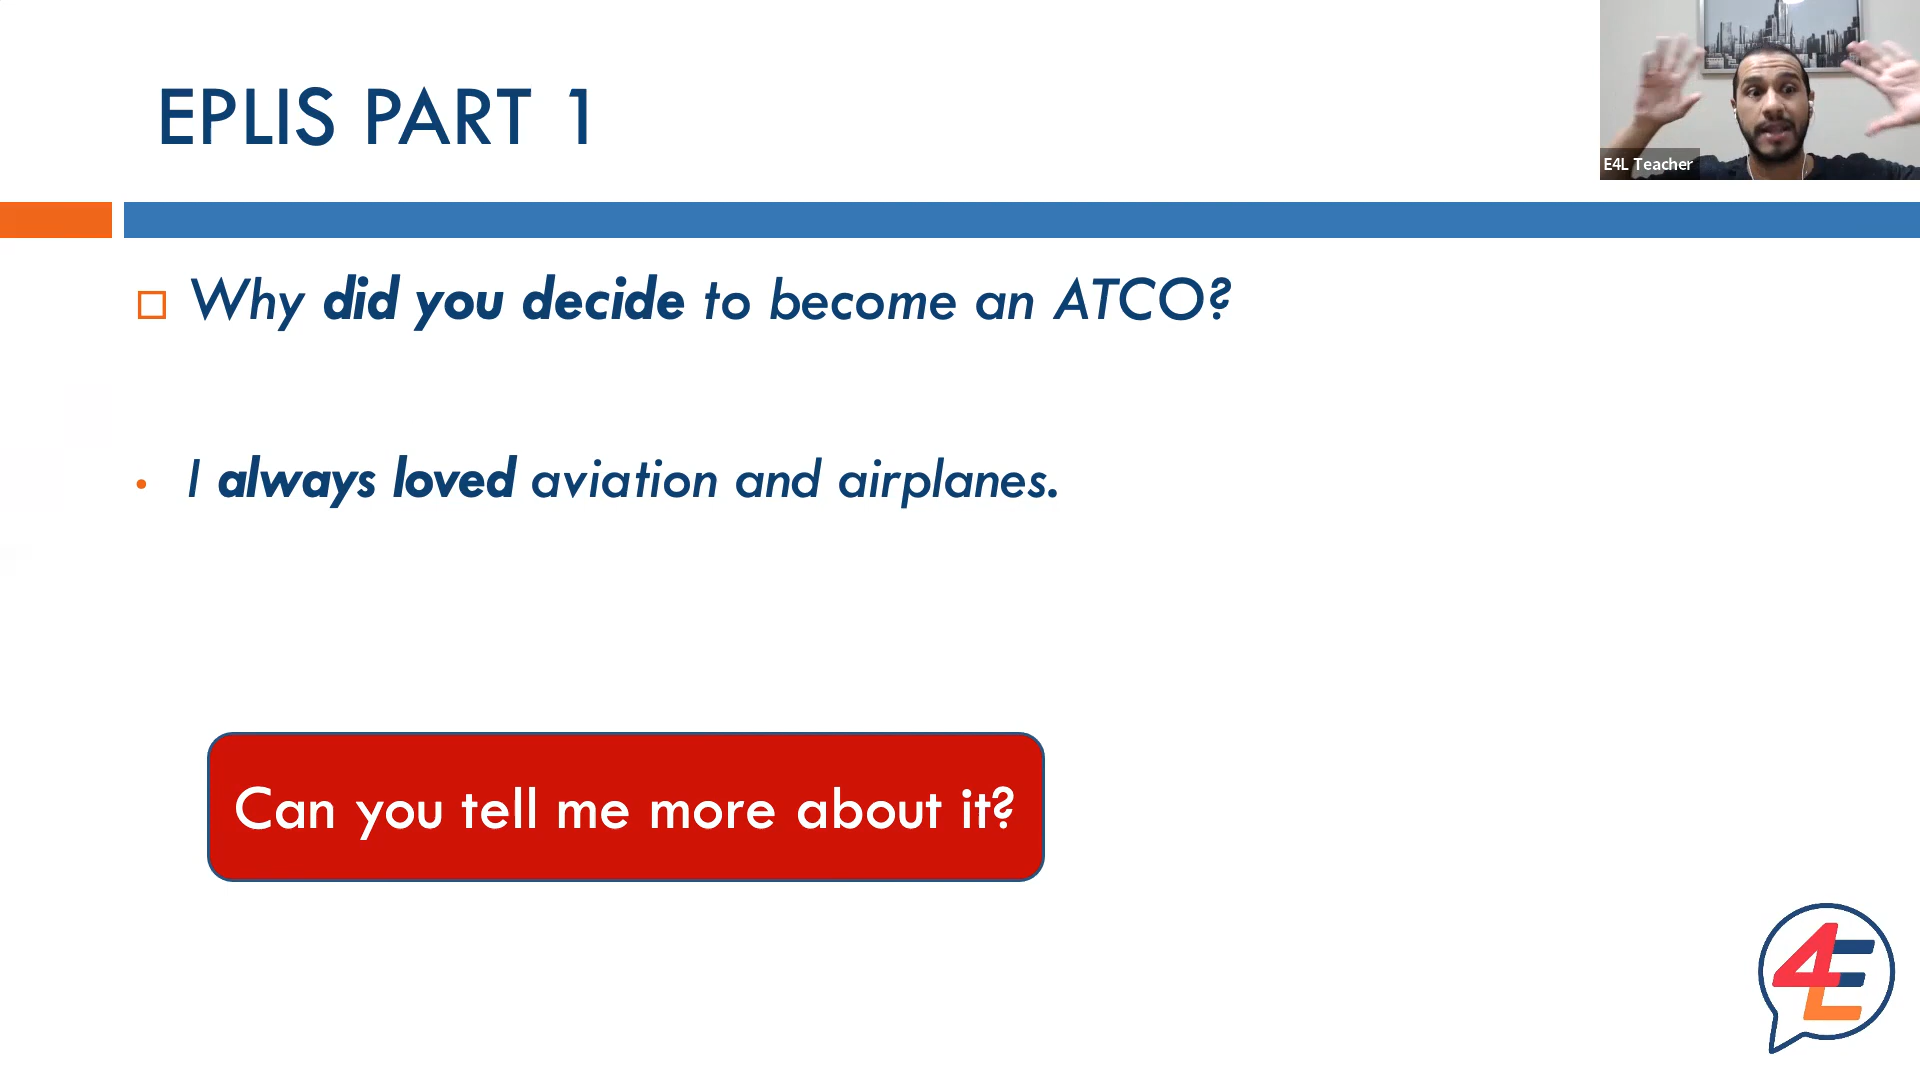 EPLIS PART 1
E4L Teacher
Why did you decide to become an ATCO?
I always loved aviation and airplanes.
Can you tell me more about it?
4E
L